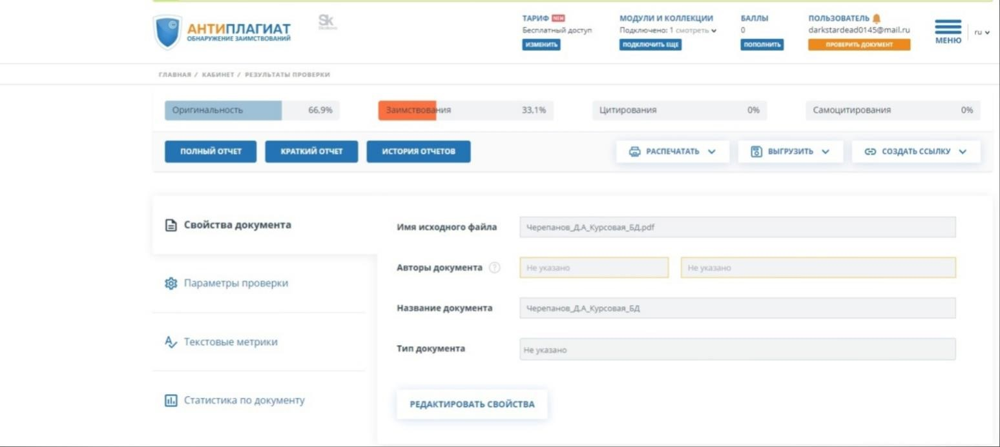 АНТИПЛАГИАТ
ОБНАРУЖЕНИЕ ЗАИМСТВОВАНИЙ
Sk
ТАРИФ NEW
Бесплатный доступ
ИЗМЕНИТЬ
МОДУЛИ И КОЛЛЕКЦИИ
Подключено: 1 смотреть
ПОДКЛЮЧИТЬ ЕЩЕ
БАЛЛЫ
0
ПОПОЛНИТЬ
ПОЛЬЗОВАТЕЛЬ
darkstardead0145@mail.ru
ПРОВЕРИТЬ ДОКУМЕНТ
МЕНЮ
ru
ГЛАВНАЯ / КАБИНЕТ / РЕЗУЛЬТАТЫ ПРОВЕРКИ
Оригинальность 66,9%
Заимствования 33,1%
Цитирования 0%
Самоцитирования 0%
ПОЛНЫЙ ОТЧЕТ
КРАТКИЙ ОТЧЕТ
ИСТОРИЯ ОТЧЕТОВ
РАСПЕЧАТАТЬ
ВЫГРУЗИТЬ
СОЗДАТЬ ССЫЛКУ
Свойства документа
Параметры проверки
Текстовые метрики
Статистика по документу
Имя исходного файла Черепанов_Д.А_Курсовая_БД.pdf
Авторы документа ? Не указано Не указано
Название документа Черепанов_Д.А_Курсовая_БД
Тип документа Не указано
РЕДАКТИРОВАТЬ СВОЙСТВА